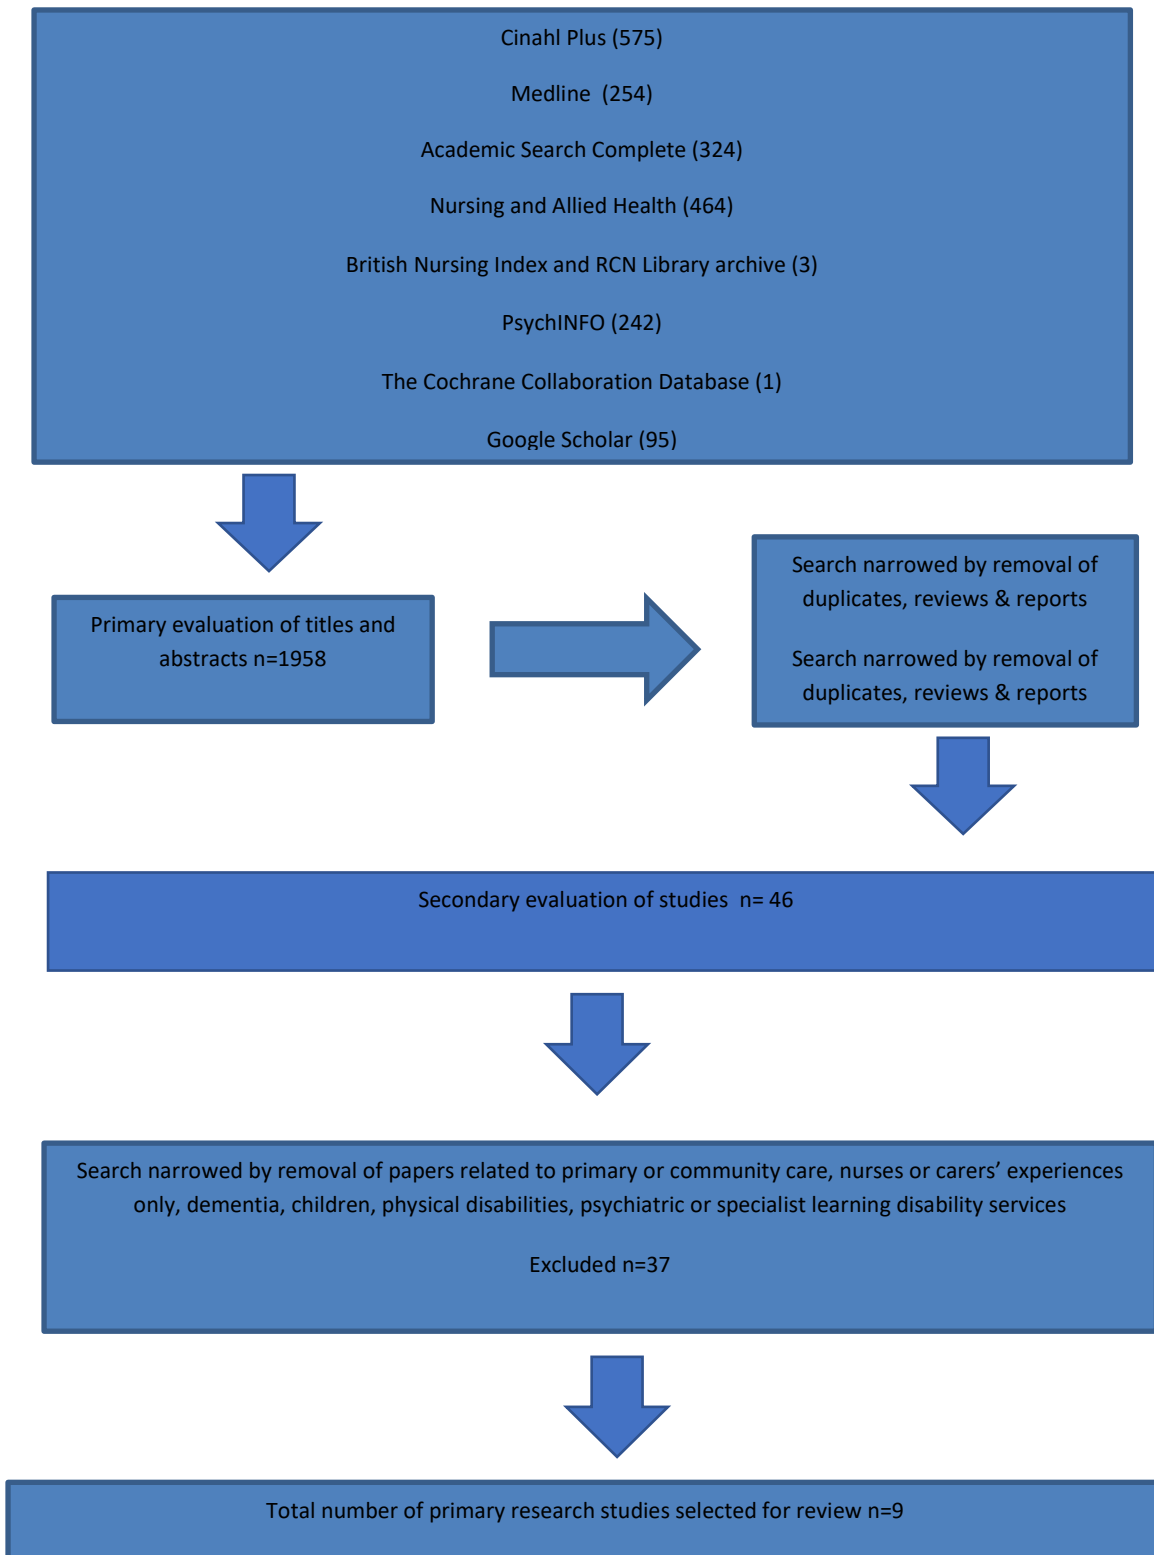 Cinahl Plus (575)
Medline (254)
Academic Search Complete (324)
Nursing and Allied Health (464)
British Nursing Index and RCN Library archive (3)
PsychINFO (242)
The Cochrane Collaboration Database (1)
Google Scholar (95)
Primary evaluation of titles and
abstracts n=1958
Search narrowed by removal of
duplicates, reviews & reports
Search narrowed by removal of
duplicates, reviews & reports
Secondary evaluation of studies n= 46
Search narrowed by removal of papers related to primary or community care, nurses or carers’ experiences
only, dementia, children, physical disabilities, psychiatric or specialist learning disability services
Excluded n=37
Total number of primary research studies selected for review n=9